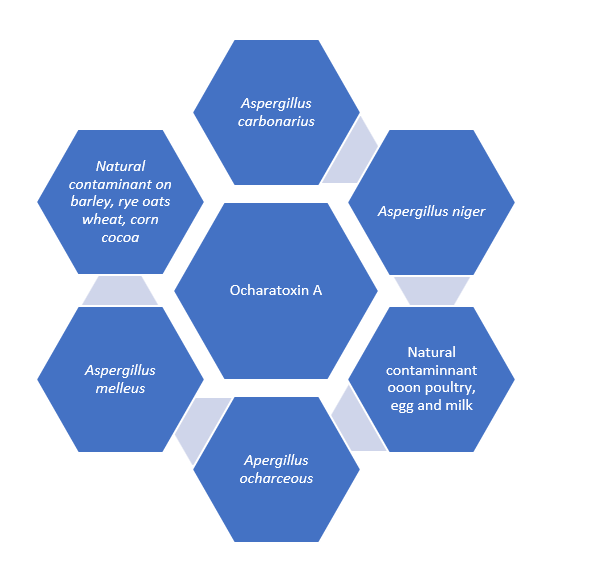 Aspergillus
carbonarius
Natural
contaminant on
barley, rye oats
wheat, corn
cocoa
Aspergillus niger
Ocharatoxin A
Aspergillus
melleus
Natural
contaminnant
ooon poultry,
egg and milk
Apergillus
ocharceous